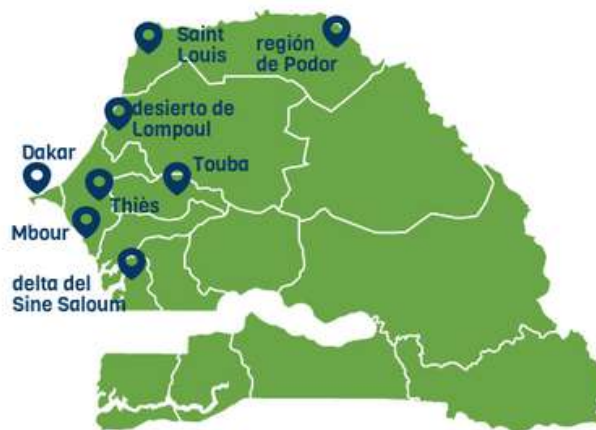 Saint
Louis
región
de Podor
desierto de
Lompoul
Dakar
Touba
Thiès
Mbour
delta del
Sine Saloum